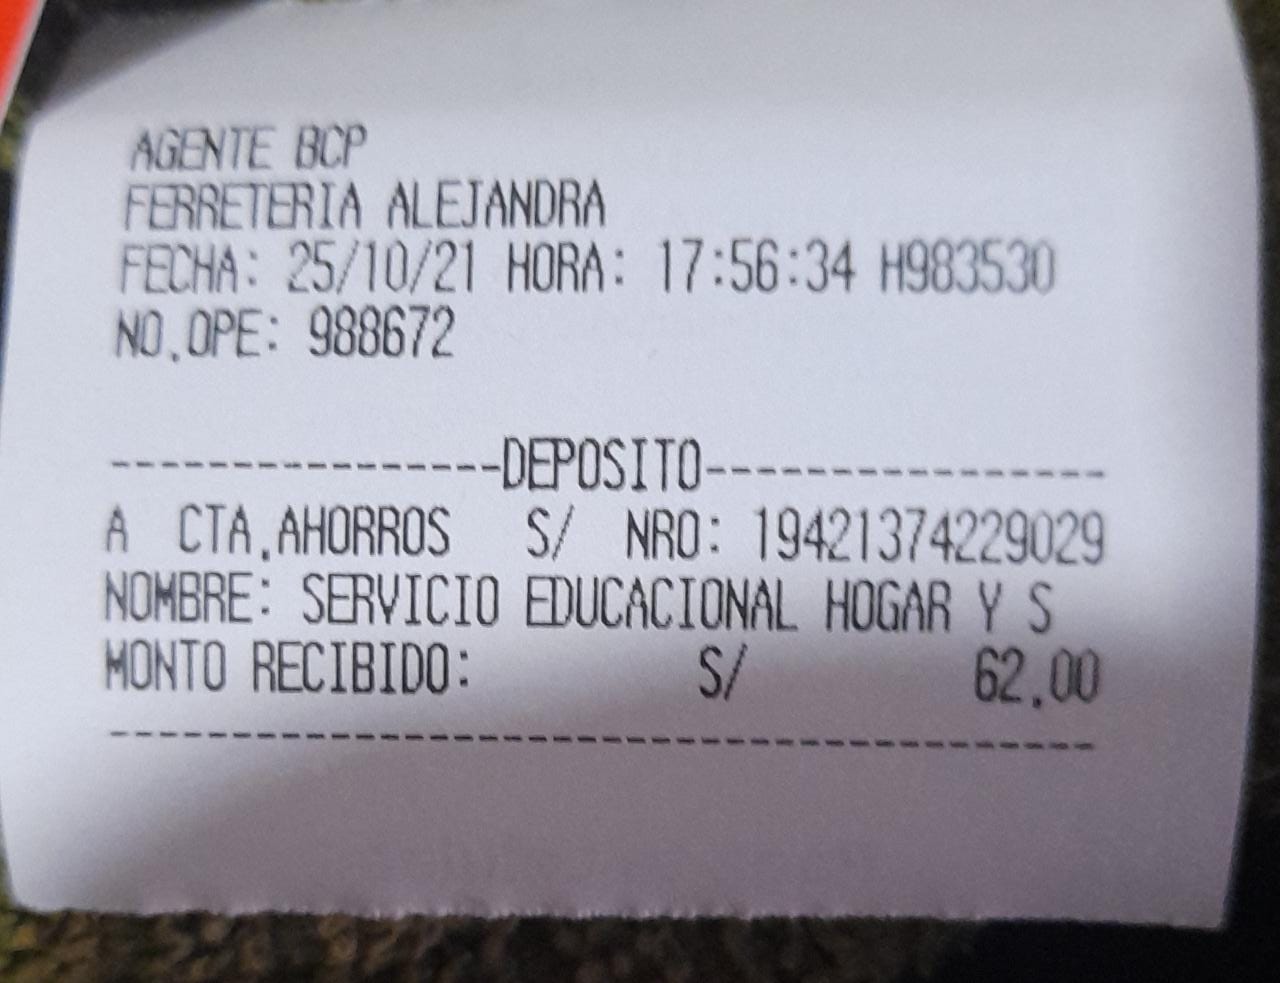 AGENTE BCP
FERRETERIA ALEJANDRA
FECHA: 25/10/21 HORA: 17:56:34 H983530
NO.OPE: 988672
----------------DEPOSITO----------------
A CTA.AHORROS S/ NRO: 19421374229029
NOMBRE: SERVICIO EDUCACIONAL HOGAR Y S
MONTO RECIBIDO: S/ 62.00
----------------------------------------